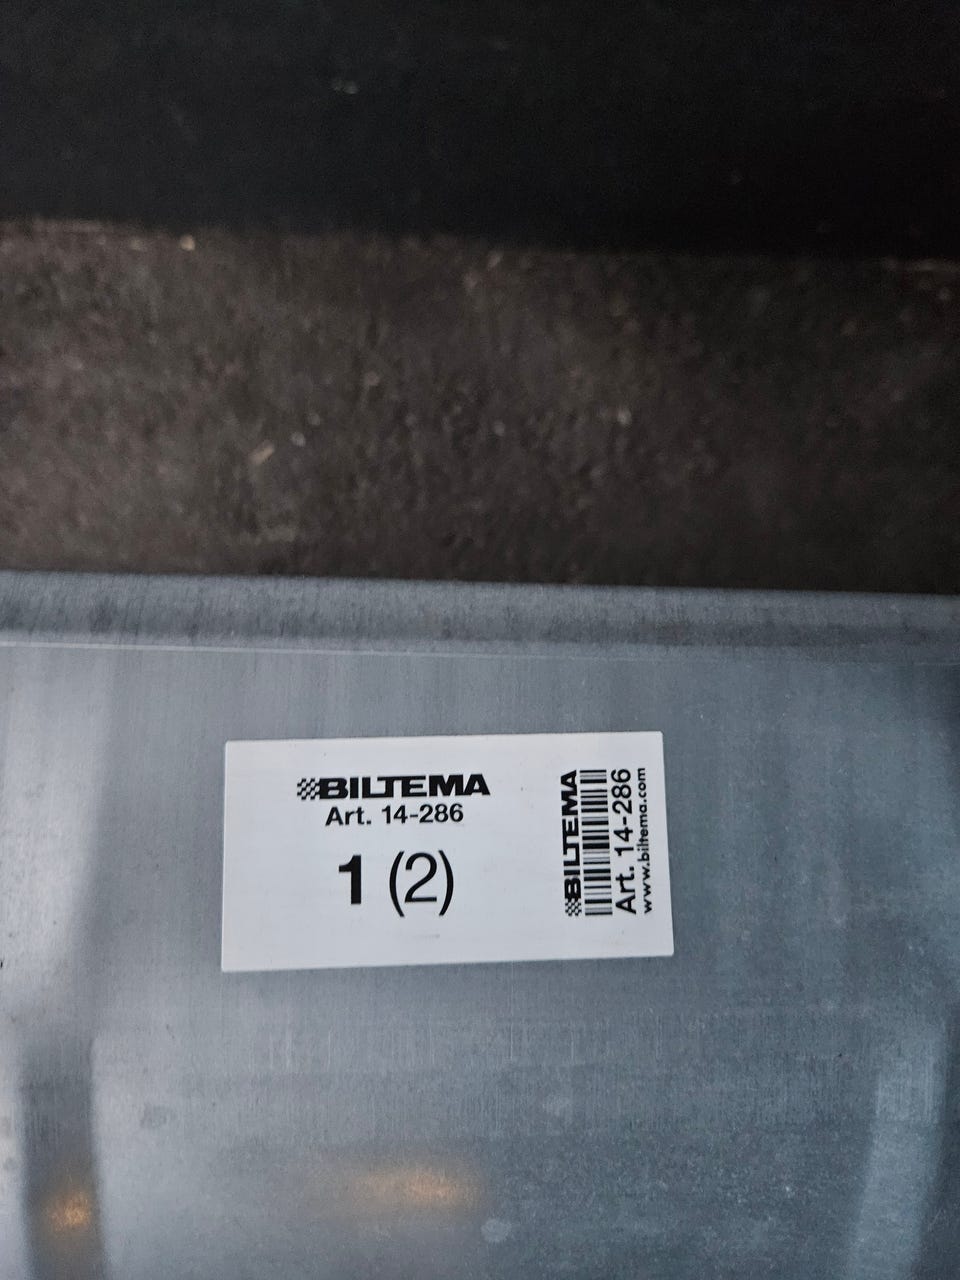 BILTEMA
Art. 14-286
1 (2)
BILTEMA
Art. 14-286
www.biltema.com